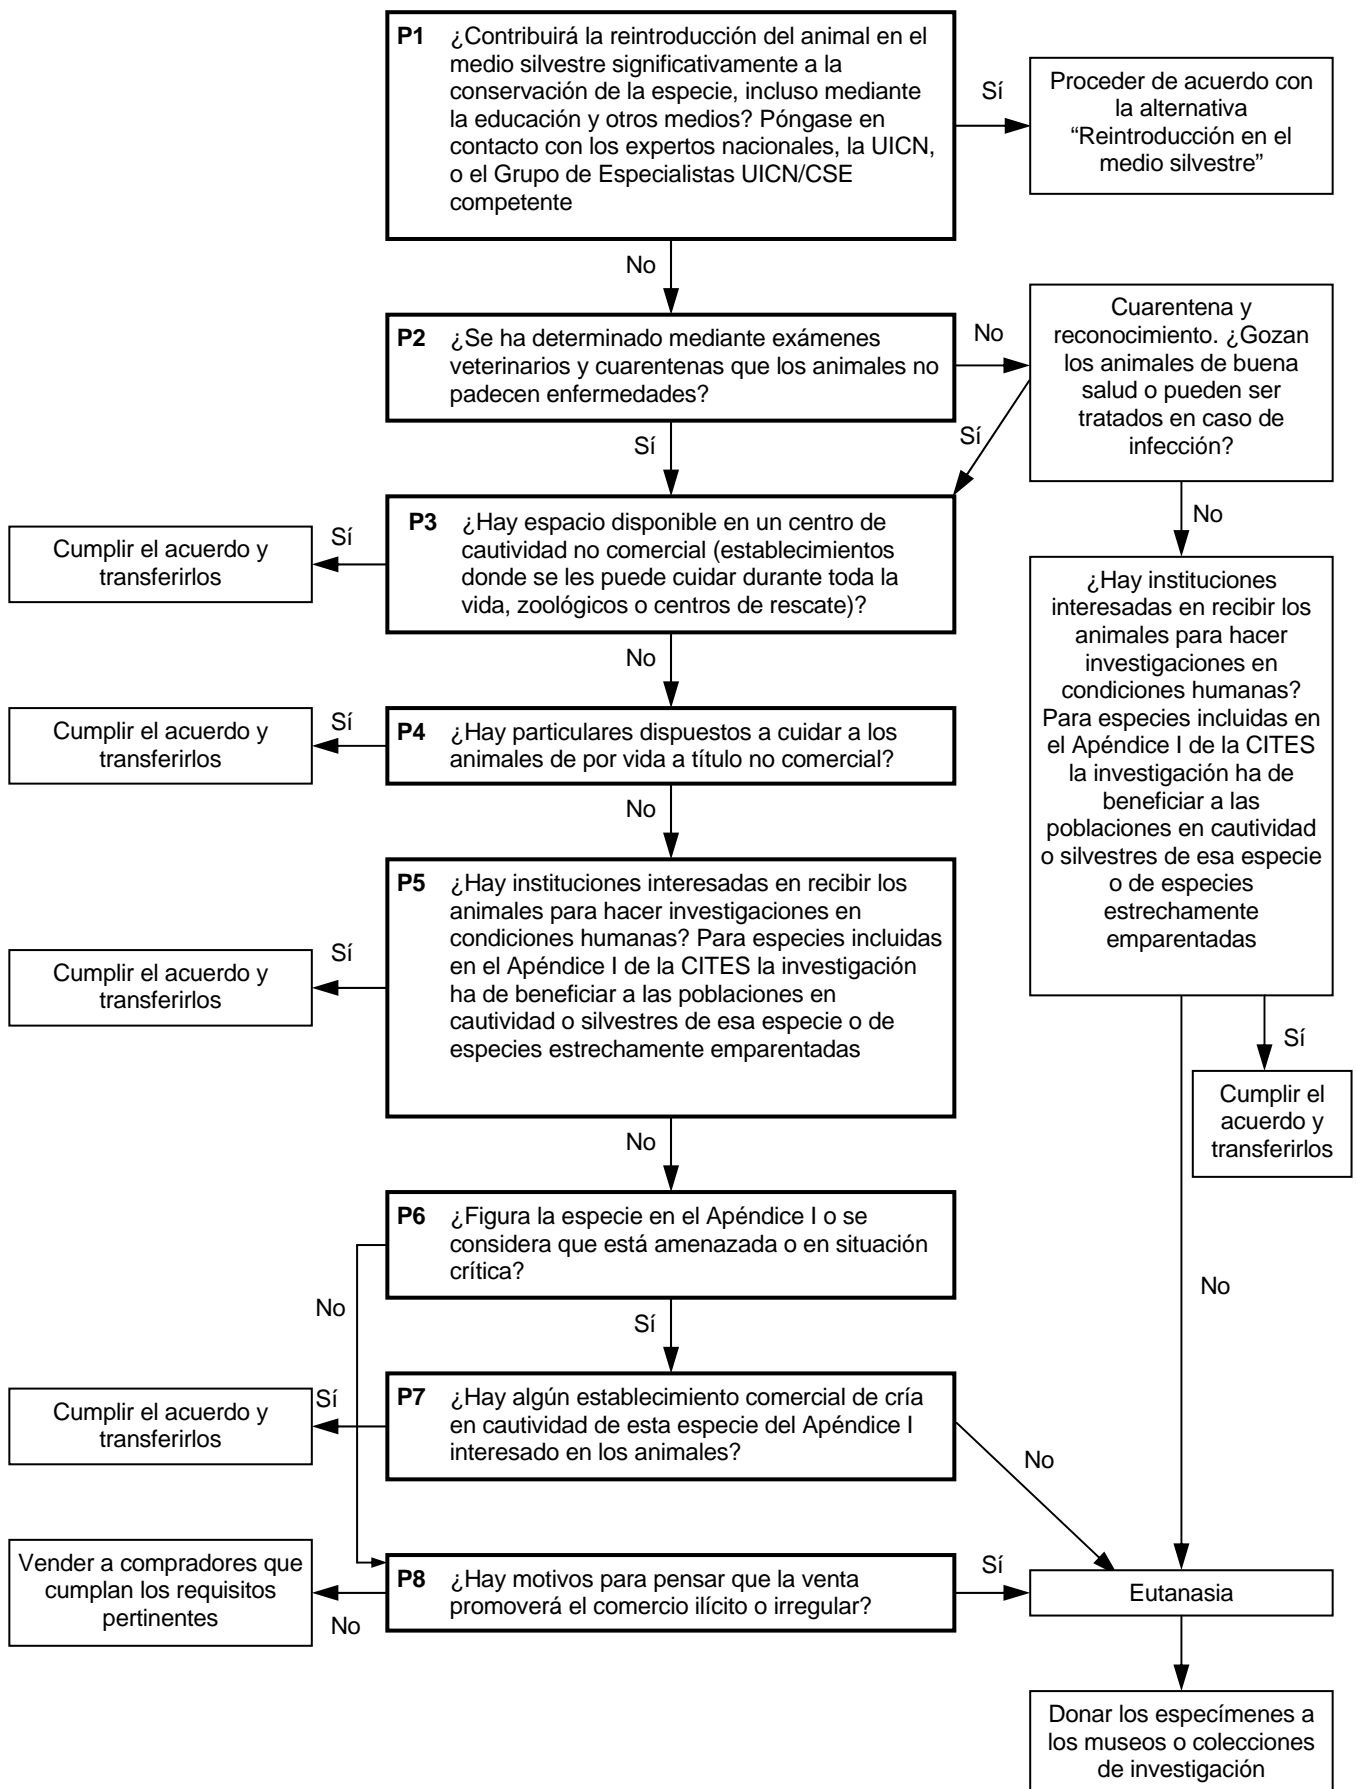 P1 ¿Contribuirá la reintroducción del animal en el
medio silvestre significativamente a la
conservación de la especie, incluso mediante
la educación y otros medios? Póngase en
contacto con los expertos nacionales, la UICN,
o el Grupo de Especialistas UICN/CSE
competente
Sí
Proceder de acuerdo con
la alternativa
“Reintroducción en el
medio silvestre”
No
P2 ¿Se ha determinado mediante exámenes
veterinarios y cuarentenas que los animales no
padecen enfermedades?
No
Cuarentena y
reconocimiento. ¿Gozan
los animales de buena
salud o pueden ser
tratados en caso de
infección?
Sí
Sí
No
P3 ¿Hay espacio disponible en un centro de
cautividad no comercial (establecimientos
donde se les puede cuidar durante toda la
vida, zoológicos o centros de rescate)?
Sí
Cumplir el acuerdo y
transferirlos
No
¿Hay instituciones
interesadas en recibir los
animales para hacer
investigaciones en
condiciones humanas?
Para especies incluidas en
el Apéndice I de la CITES
la investigación ha de
beneficiar a las
poblaciones en cautividad
o silvestres de esa especie
o de especies
estrechamente
emparentadas
P4 ¿Hay particulares dispuestos a cuidar a los
animales de por vida a título no comercial?
Sí
Cumplir el acuerdo y
transferirlos
No
P5 ¿Hay instituciones interesadas en recibir los
animales para hacer investigaciones en
condiciones humanas? Para especies incluidas
en el Apéndice I de la CITES la investigación
ha de beneficiar a las poblaciones en
cautividad o silvestres de esa especie o de
especies estrechamente emparentadas
Sí
Cumplir el acuerdo y
transferirlos
Sí
Cumplir el
acuerdo y
transferirlos
No
P6 ¿Figura la especie en el Apéndice I o se
considera que está amenazada o en situación
crítica?
No
Sí
No
P7 ¿Hay algún establecimiento comercial de cría
en cautividad de esta especie del Apéndice I
interesado en los animales?
Sí
Cumplir el acuerdo y
transferirlos
No
P8 ¿Hay motivos para pensar que la venta
promoverá el comercio ilícito o irregular?
No
Vender a compradores que
cumplan los requisitos
pertinentes
Sí
Eutanasia
Donar los especímenes a
los museos o colecciones
de investigación